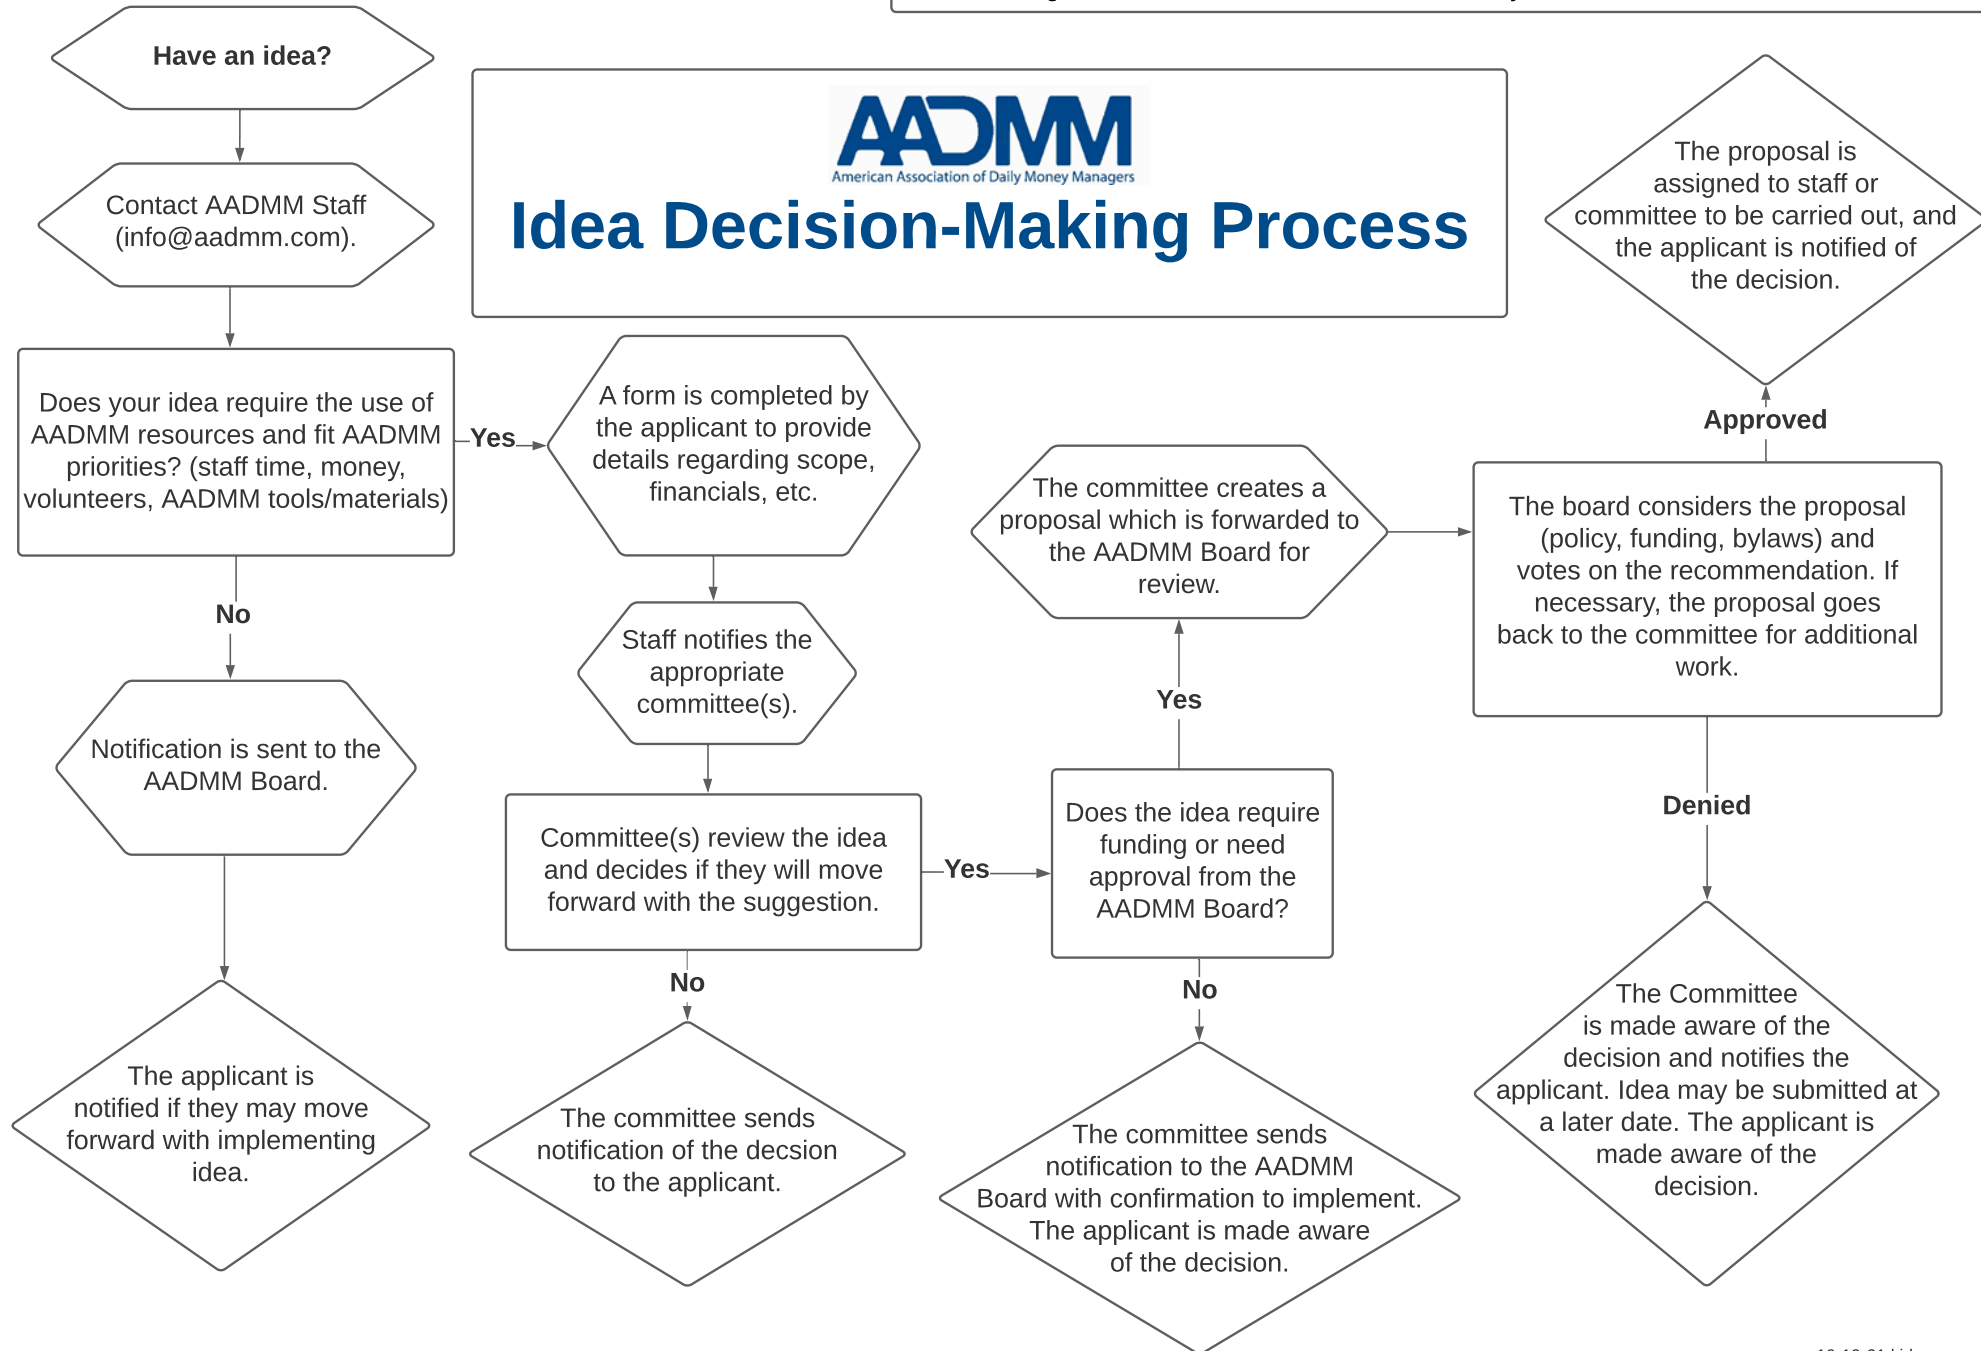 Have an idea?
Contact AADMM Staff
(info@aadmm.com).
AADMM
American Association of Daily Money Managers
Idea Decision-Making Process
Does your idea require the use of
AADMM resources and fit AADMM
priorities? (staff time, money,
volunteers, AADMM tools/materials)
Yes
No
Notification is sent to the
AADMM Board.
The applicant is
notified if they may move
forward with implementing
idea.
A form is completed by
the applicant to provide
details regarding scope,
financials, etc.
Staff notifies the
appropriate
committee(s).
Committee(s) review the idea
and decides if they will move
forward with the suggestion.
Yes
No
The committee sends
notification of the decsion
to the applicant.
Does the idea require
funding or need
approval from the
AADMM Board?
Yes
No
The committee sends
notification to the AADMM
Board with confirmation to implement.
The applicant is made aware
of the decision.
The committee creates a
proposal which is forwarded to
the AADMM Board for
review.
The board considers the proposal
(policy, funding, bylaws) and
votes on the recommendation. If
necessary, the proposal goes
back to the committee for additional
work.
Approved
The proposal is
assigned to staff or
committee to be carried out, and
the applicant is notified of
the decision.
Denied
The Committee
is made aware of the
decision and notifies the
applicant. Idea may be submitted at
a later date. The applicant is
made aware of the
decision.